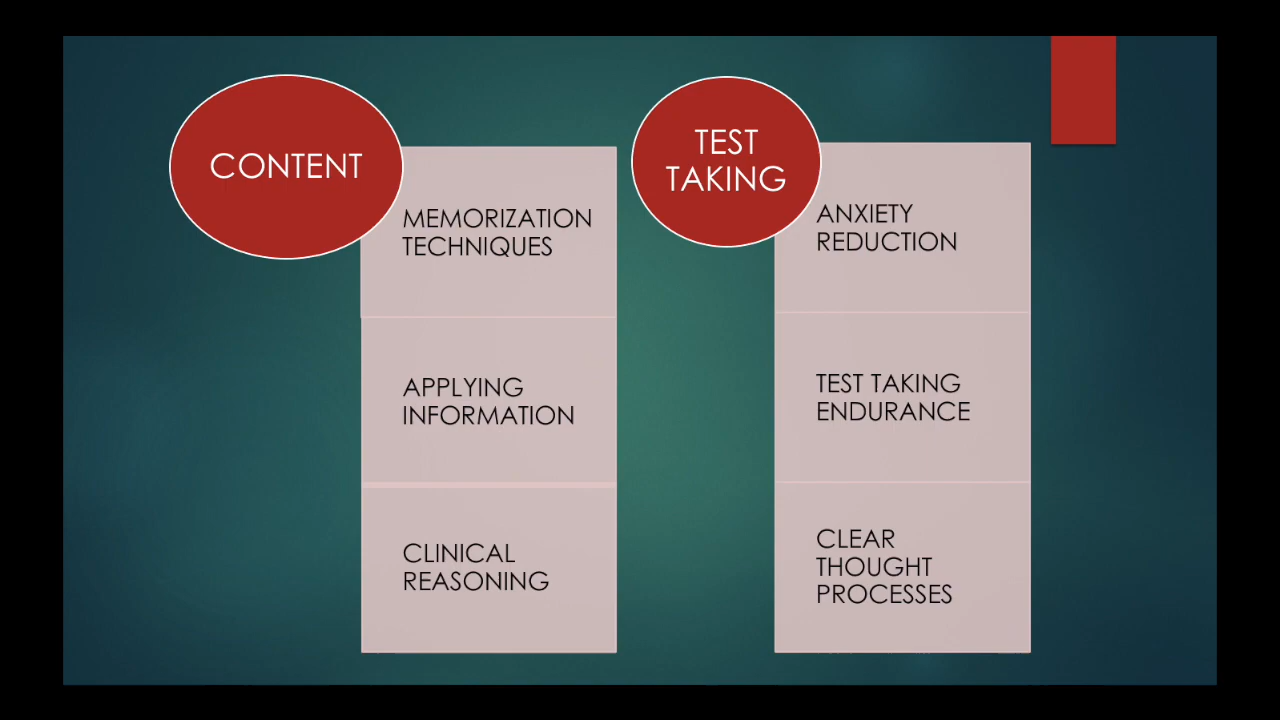 CONTENT
MEMORIZATION
TECHNIQUES
APPLYING
INFORMATION
CLINICAL
REASONING
TEST
TAKING
ANXIETY
REDUCTION
TEST TAKING
ENDURANCE
CLEAR
THOUGHT
PROCESSES